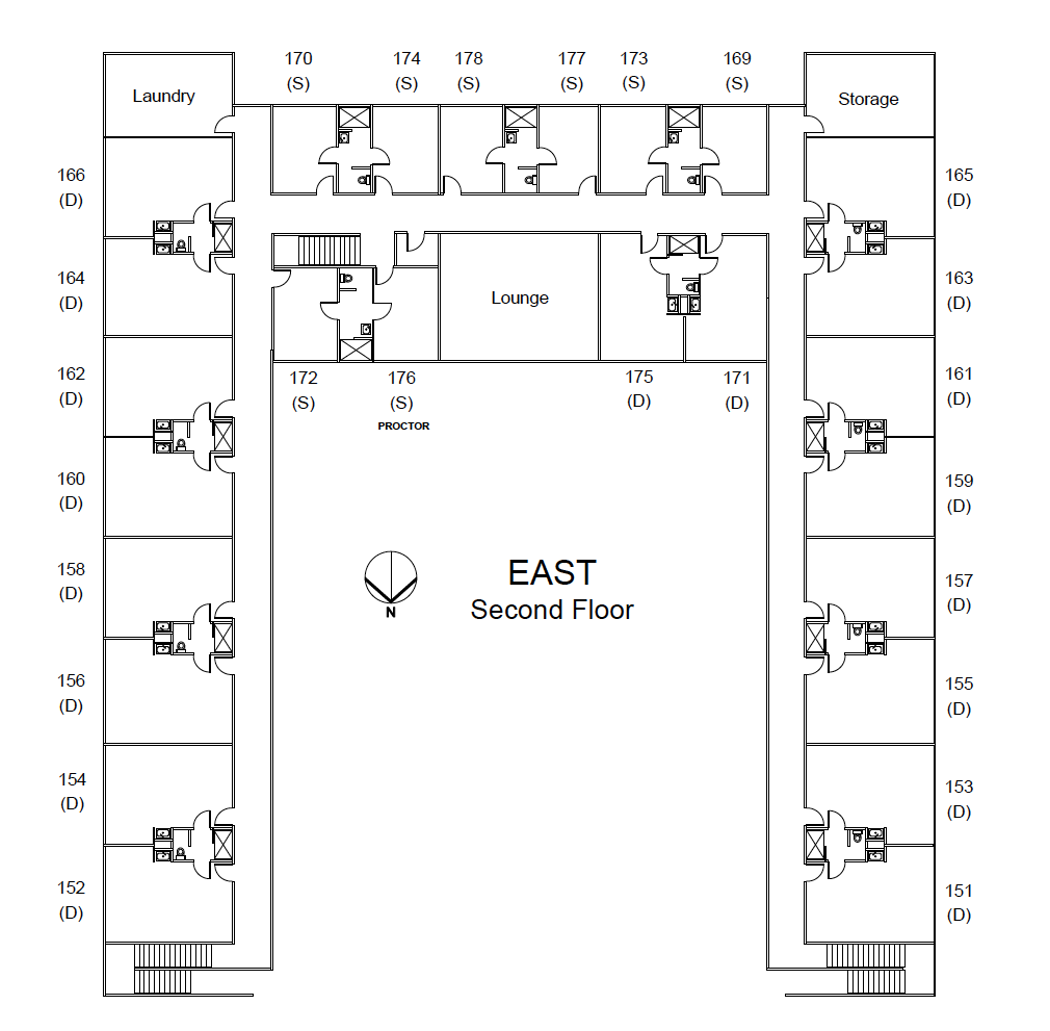 170 174 178 177 173 169
(S) (S) (S) (S) (S) (S)
Laundry Storage
166 165
(D) (D)
164 163
(D) (D)
Lounge
162 161
(D) (D)
172 176 175 171
(S) (S) (D) (D)
PROCTOR
160 159
(D) (D)
158 157
(D) (D)
EAST
Second Floor
N
156 155
(D) (D)
154 153
(D) (D)
152 151
(D) (D)